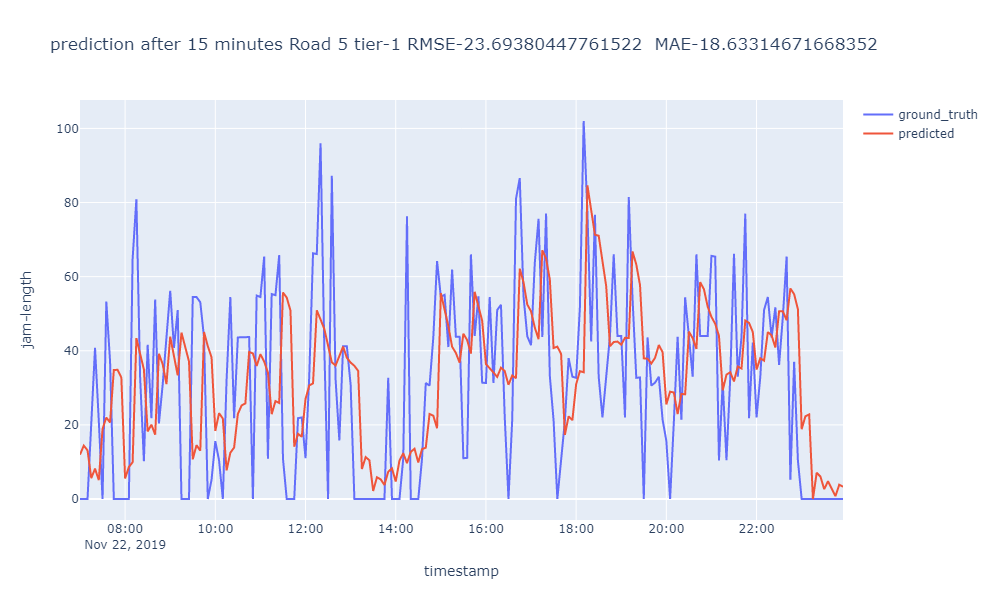 prediction after 15 minutes Road 5 tier-1 RMSE-23.69380447761522  MAE-18.63314671668352
ground_truth
predicted
100
80
60
40
20
0
jam-length
08:00 10:00 12:00 14:00 16:00 18:00 20:00 22:00
Nov 22, 2019
timestamp